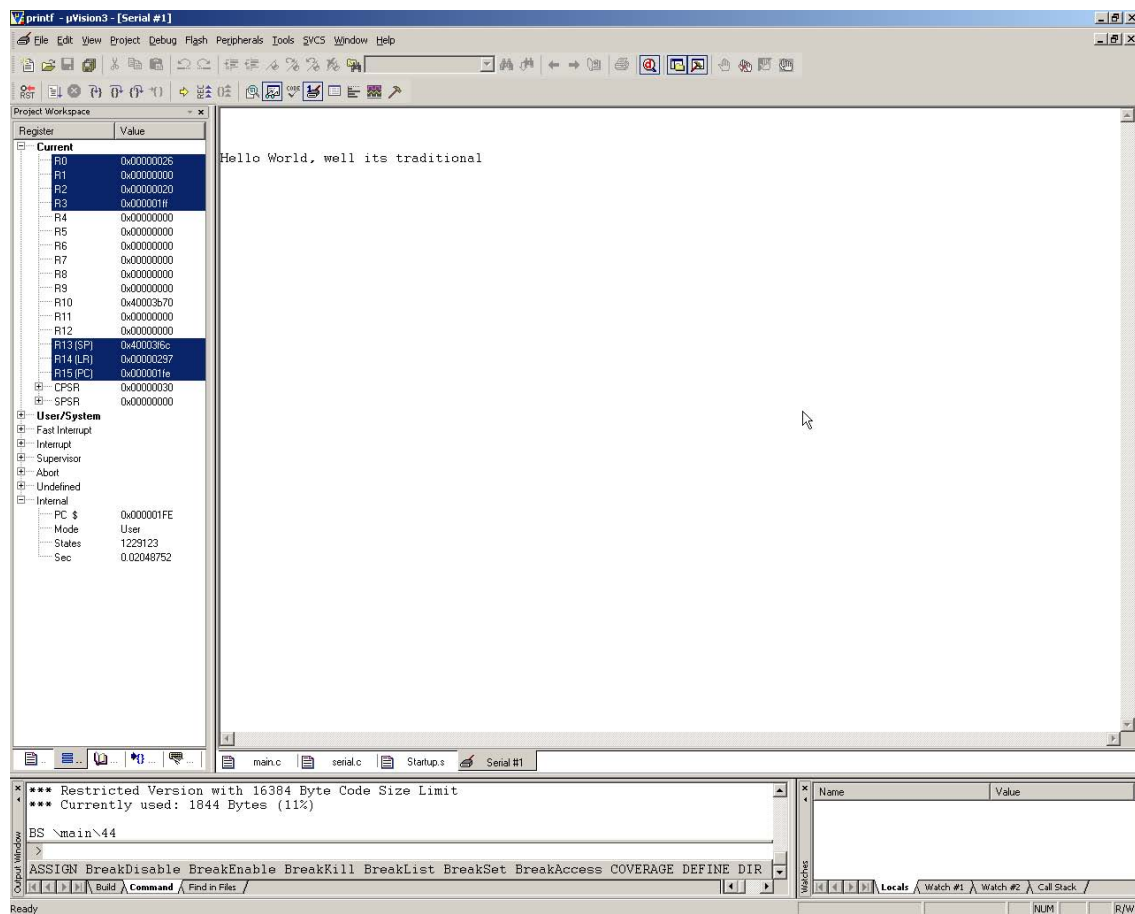 printf - µVision3 - [Serial #1]
File Edit View Project Debug Flash Peripherals Tools SVCS Window Help
Project Workspace
Register Value
Current
R0 0x00000026
R1 0x00000000
R2 0x00000020
R3 0x000001ff
R4 0x00000000
R5 0x00000000
R6 0x00000000
R7 0x00000000
R8 0x00000000
R9 0x00000000
R10 0x40003b70
R11 0x00000000
R12 0x00000000
R13 (SP) 0x40003f6c
R14 (LR) 0x00000297
R15 (PC) 0x000001fe
CPSR 0x00000030
SPSR 0x00000000
User/System
Fast Interrupt
Interrupt
Supervisor
Abort
Undefined
Internal
PC $ 0x000001FE
Mode User
States 1229123
Sec 0.02048752
Hello World, well its traditional
main.c serial.c Startup.s Serial #1
*** Restricted Version with 16384 Byte Code Size Limit
*** Currently used: 1844 Bytes (11%)
BS \main\44
>
ASSIGN BreakDisable BreakEnable BreakKill BreakList BreakSet BreakAccess COVERAGE DEFINE DIR
Output Window
Build Command Find in Files
Name Value
Watches
Locals Watch #1 Watch #2 Call Stack
Ready NUM R/W